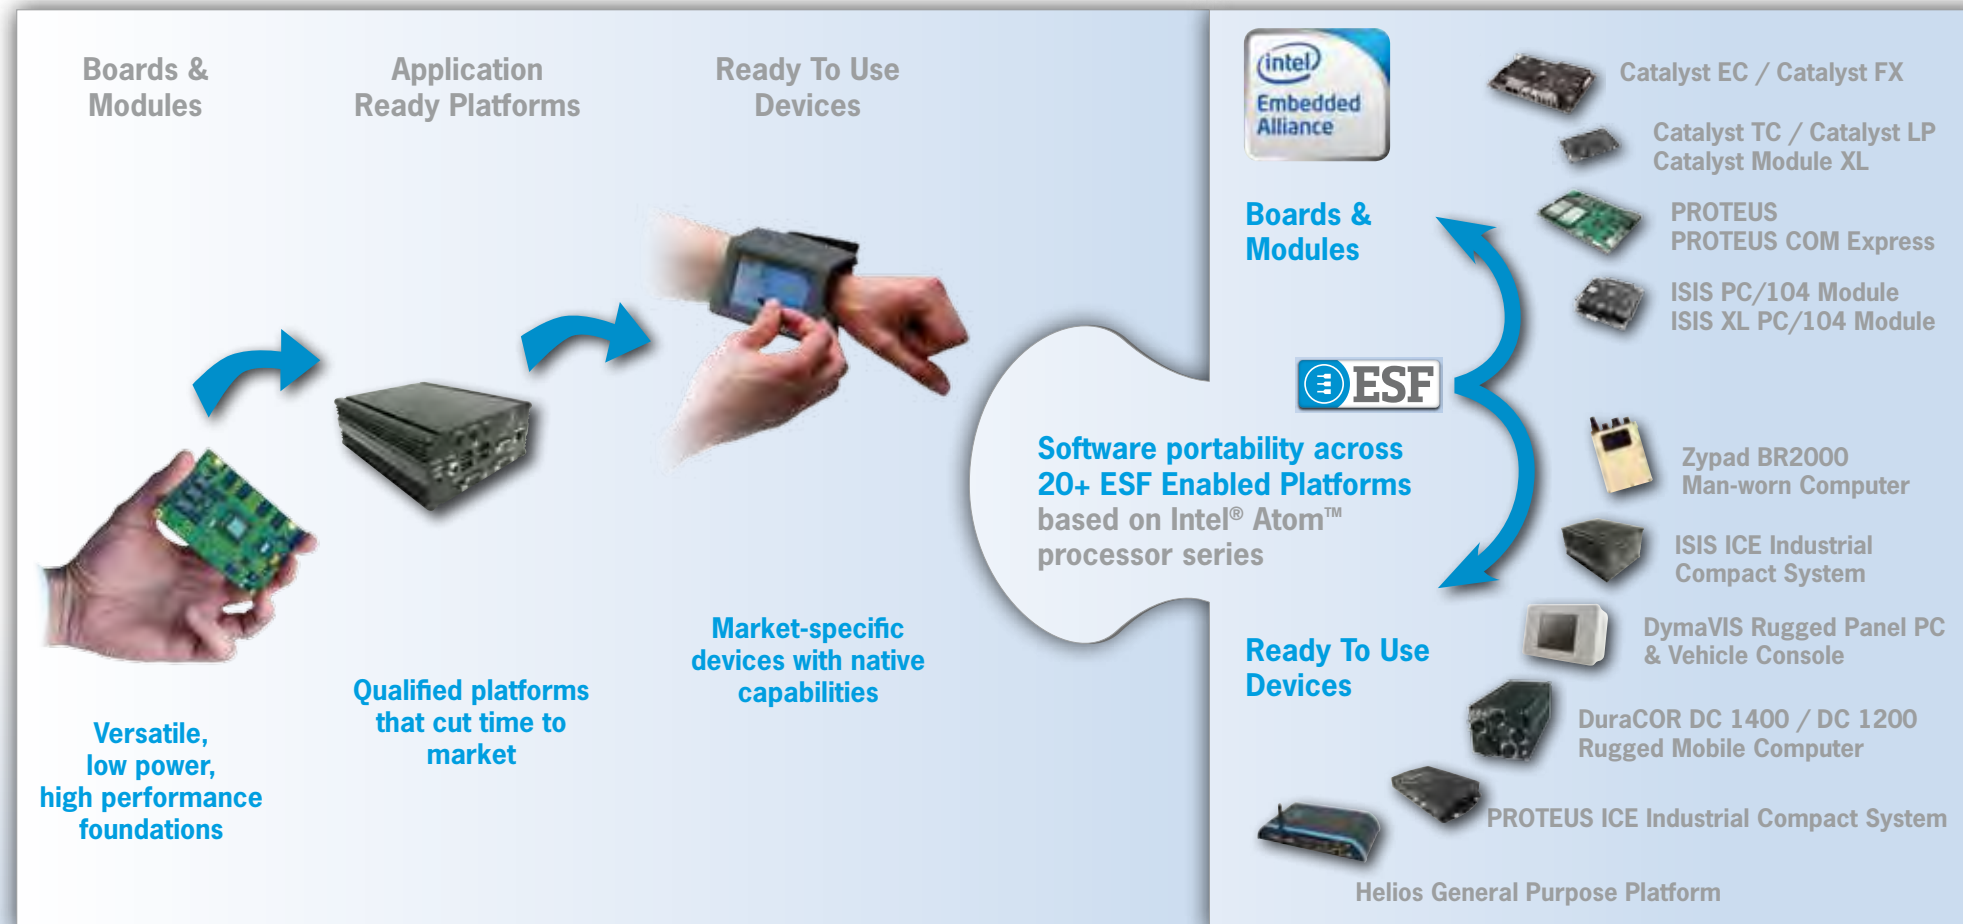 Boards &
Modules
Application
Ready Platforms
Ready To Use
Devices
Versatile,
low power,
high performance
foundations
Qualified platforms
that cut time to
market
Market-specific
devices with native
capabilities
Software portability across
20+ ESF Enabled Platforms
based on Intel® Atom™
processor series
intel
Embedded
Alliance
Boards &
Modules
ESF
Ready To Use
Devices
Catalyst EC / Catalyst FX
Catalyst TC / Catalyst LP
Catalyst Module XL
PROTEUS
PROTEUS COM Express
ISIS PC/104 Module
ISIS XL PC/104 Module
Zypad BR2000
Man-worn Computer
ISIS ICE Industrial
Compact System
DymaVIS Rugged Panel PC
& Vehicle Console
DuraCOR DC 1400 / DC 1200
Rugged Mobile Computer
PROTEUS ICE Industrial Compact System
Helios General Purpose Platform